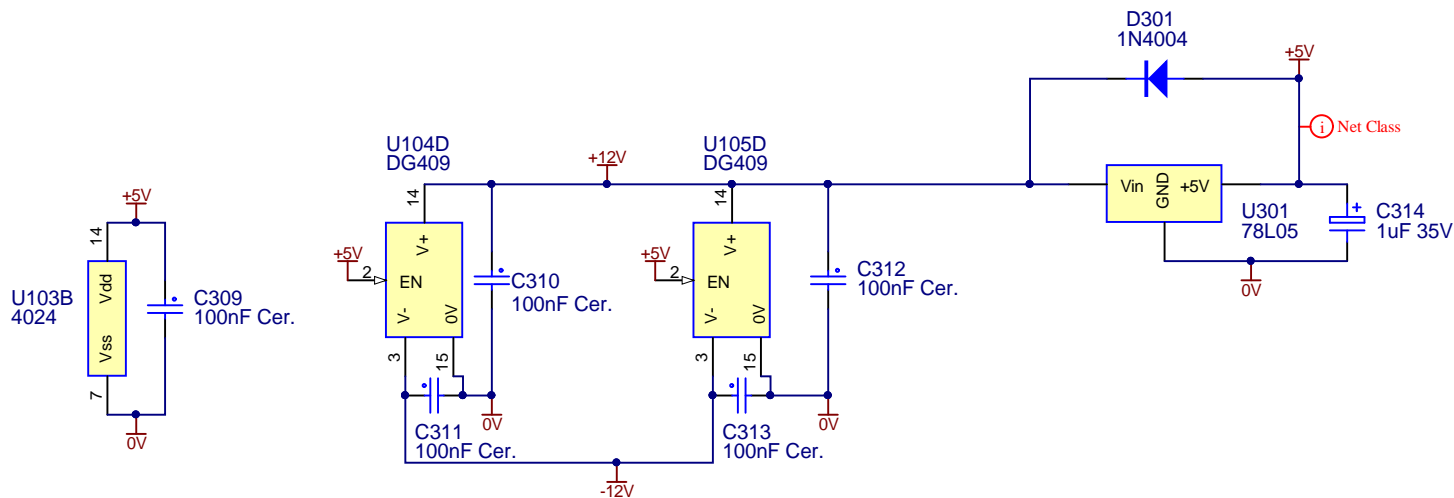 D301
1N4004
+5V
i Net Class
U104D
DG409
+12V
U105D
DG409
+5V
14
Vdd
Vss
7
U103B
4024
C309
100nF Cer.
0V
14
V+
+5V
2
EN
V-
0V
3
15
C310
100nF Cer.
C311
100nF Cer.
0V
-12V
14
V+
+5V
2
EN
V-
0V
3
15
C312
100nF Cer.
C313
100nF Cer.
0V
Vin
GND
+5V
U301
78L05
+
C314
1uF 35V
0V